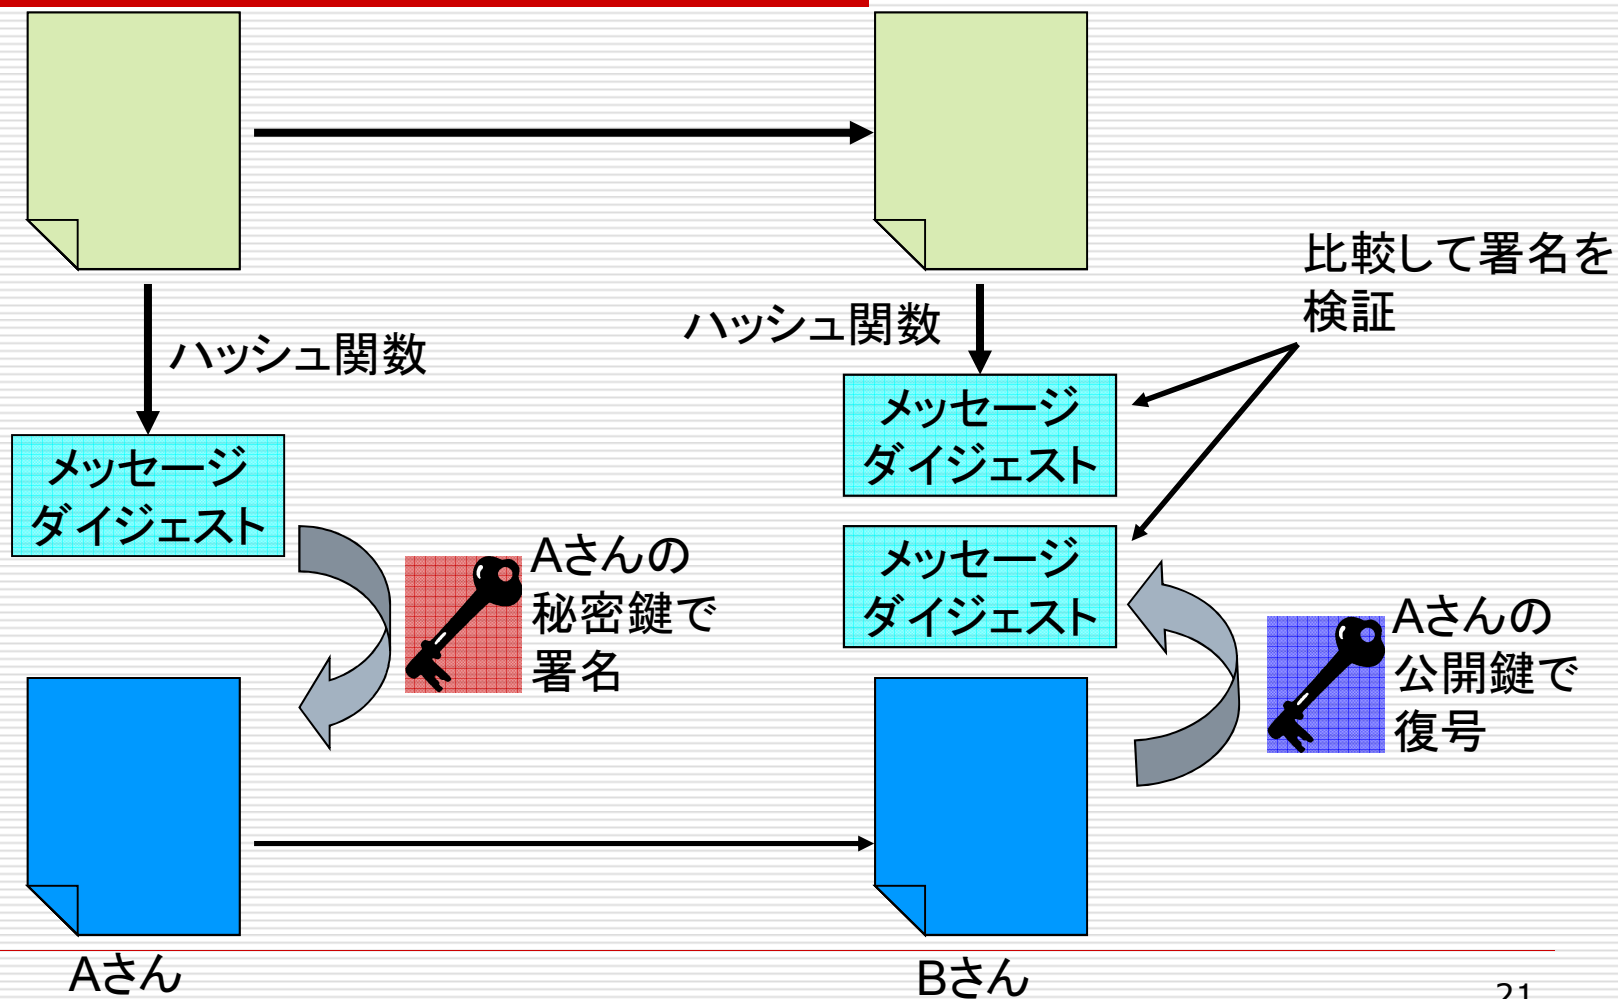 比較して署名を
検証
ハッシュ関数
ハッシュ関数
メッセージ
ダイジェスト
メッセージ
ダイジェスト
Aさんの
秘密鍵で
署名
メッセージ
ダイジェスト
Aさんの
公開鍵で
復号
Aさん
Bさん
21